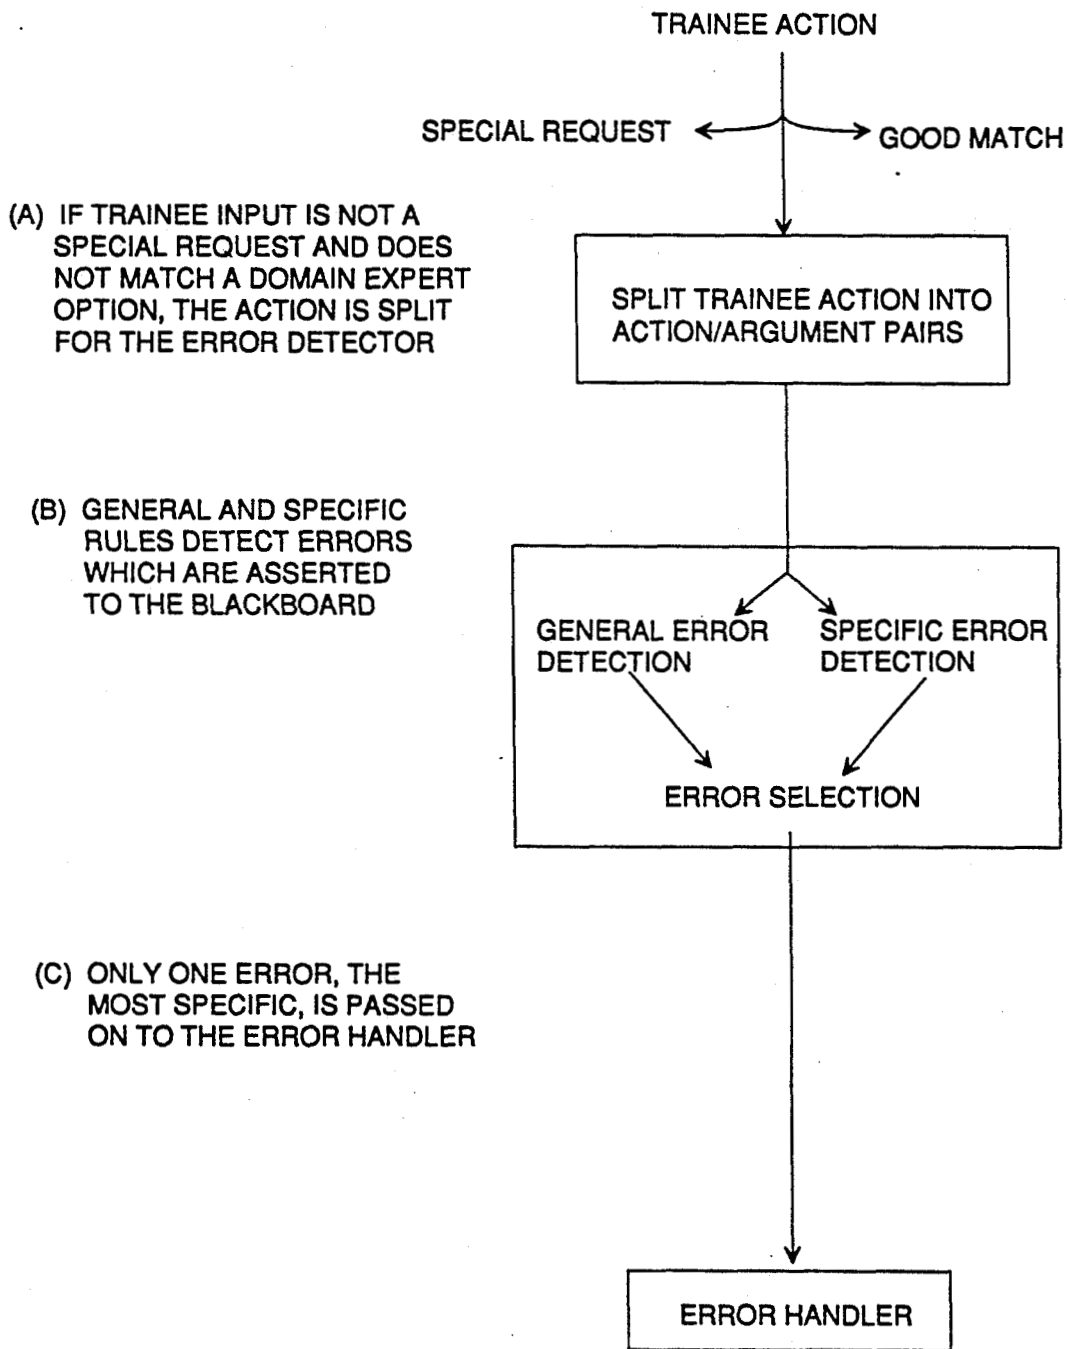 TRAINEE ACTION
SPECIAL REQUEST
GOOD MATCH
(A) IF TRAINEE INPUT IS NOT A
SPECIAL REQUEST AND DOES
NOT MATCH A DOMAIN EXPERT
OPTION, THE ACTION IS SPLIT
FOR THE ERROR DETECTOR
SPLIT TRAINEE ACTION INTO
ACTION/ARGUMENT PAIRS
(B) GENERAL AND SPECIFIC
RULES DETECT ERRORS
WHICH ARE ASSERTED
TO THE BLACKBOARD
GENERAL ERROR
DETECTION
SPECIFIC ERROR
DETECTION
ERROR SELECTION
(C) ONLY ONE ERROR, THE
MOST SPECIFIC, IS PASSED
ON TO THE ERROR HANDLER
ERROR HANDLER